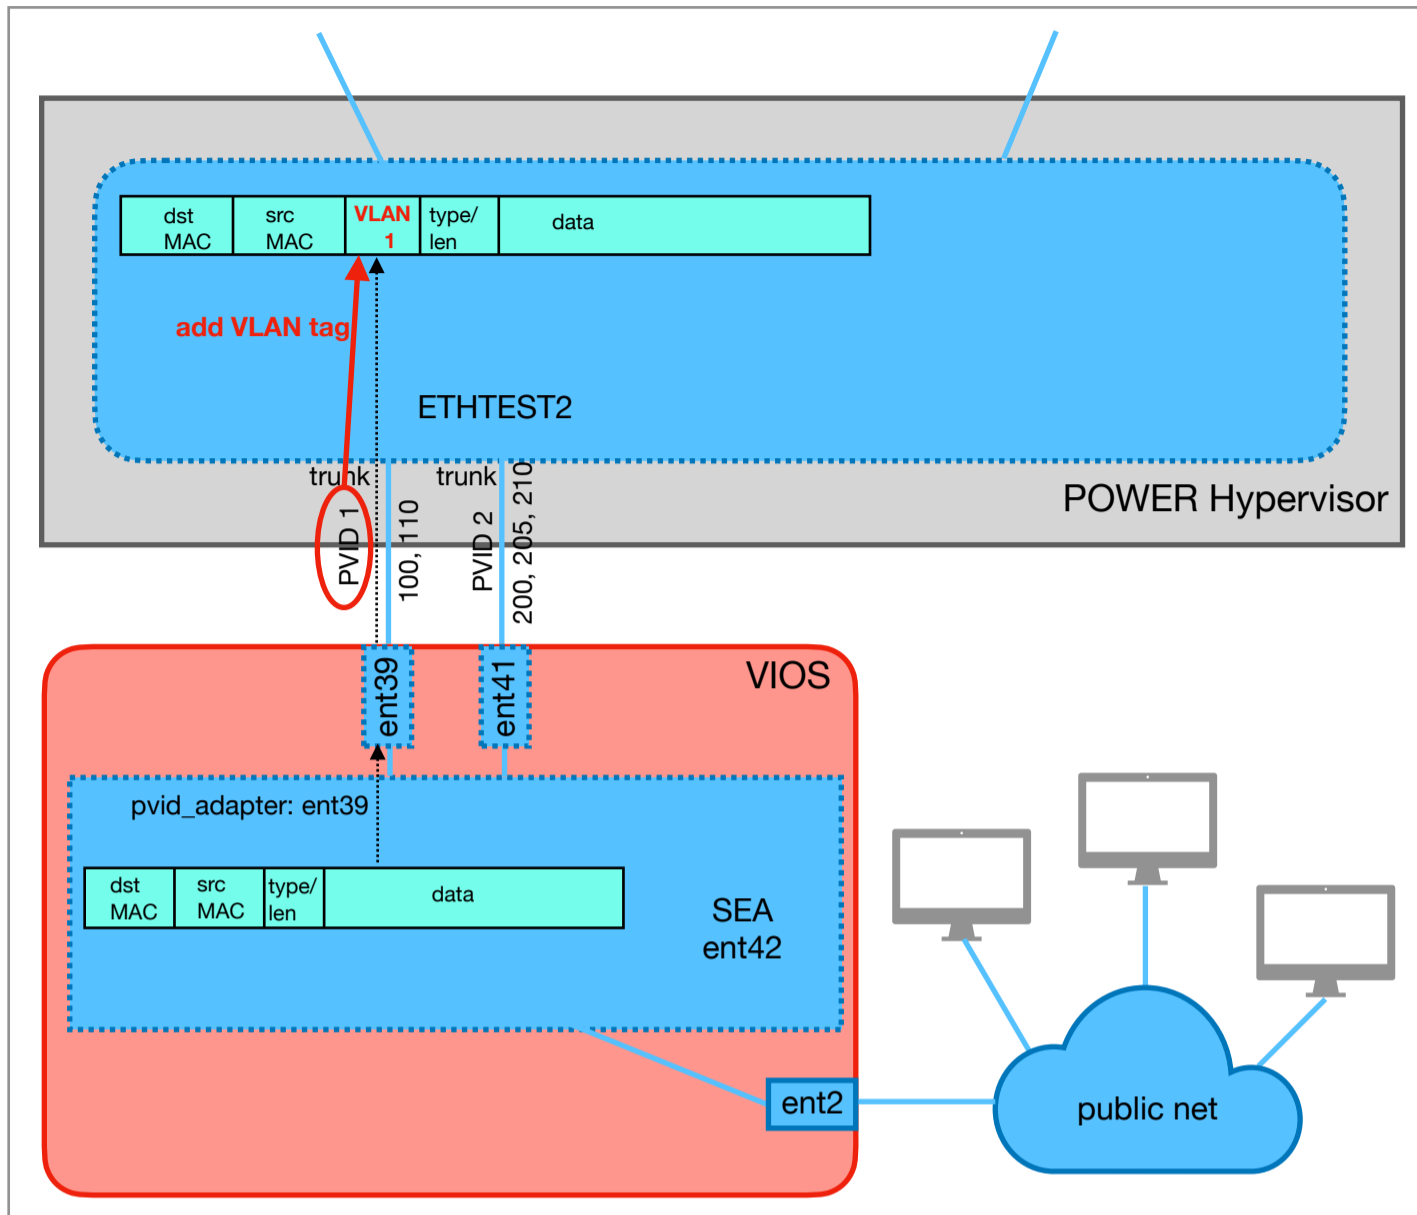 dst
MAC
src
MAC
VLAN
1
type/
len
data
add VLAN tag
ETHTEST2
trunk
trunk
POWER Hypervisor
PVID 1
100, 110
PVID 2
200, 205, 210
VIOS
ent39
ent41
pvid_adapter: ent39
dst
MAC
src
MAC
type/
len
data
SEA
ent42
ent2
public net